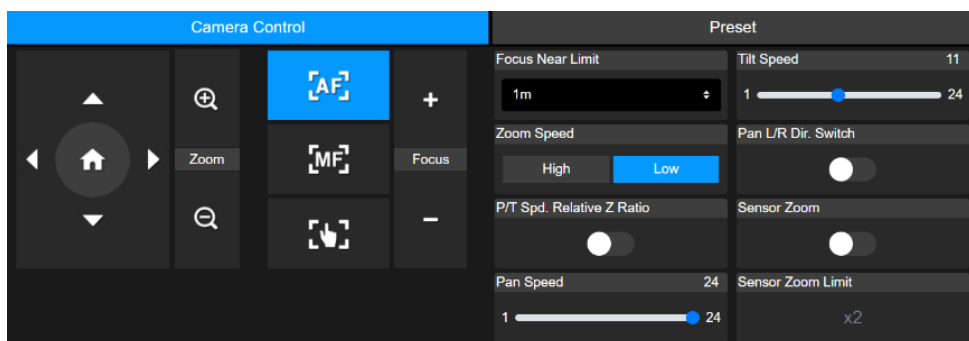 Camera Control
Preset
AF
MF
Zoom
Focus
Focus Near Limit
1m
Tilt Speed 11
1 24
Zoom Speed
High Low
Pan L/R Dir. Switch
P/T Spd. Relative Z Ratio
Sensor Zoom
Pan Speed 24
1 24
Sensor Zoom Limit
x2